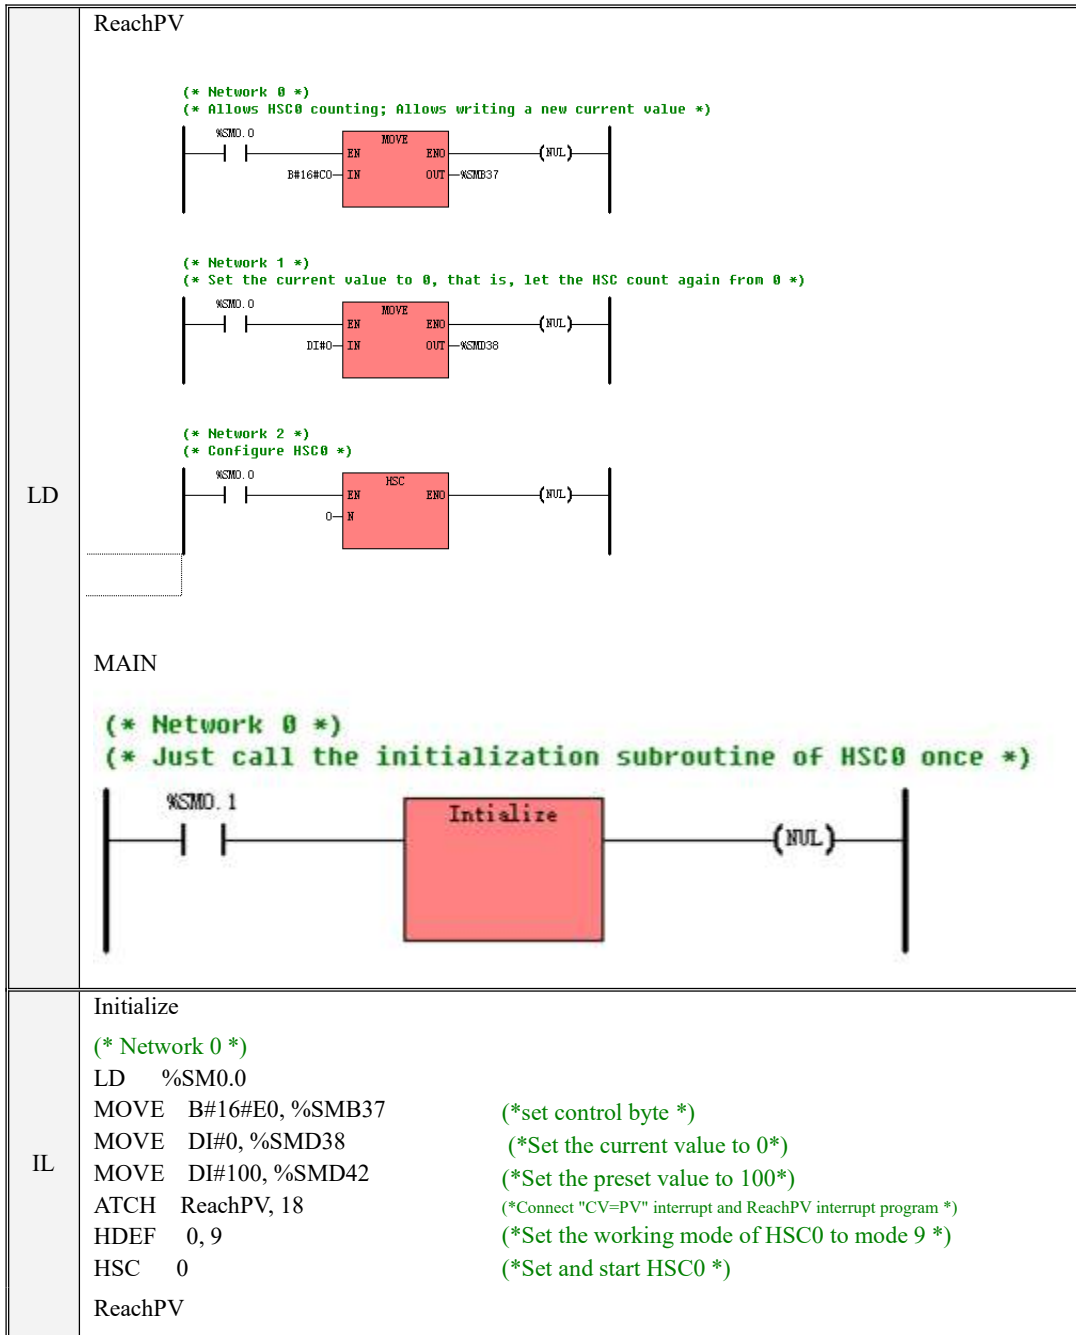 ReachPV
(* Network 0 *)
(* Allows HSC0 counting; Allows writing a new current value *)
%SM0.0
MOVE
EN ENO
(NUL)
B#16#C0 IN OUT %SMB37
(* Network 1 *)
(* Set the current value to 0, that is, let the HSC count again from 0 *)
%SM0.0
MOVE
EN ENO
(NUL)
DI#0 IN OUT %SMD38
(* Network 2 *)
(* Configure HSC0 *)
%SM0.0
HSC
EN ENO
(NUL)
0 N
LD
MAIN
(* Network 0 *)
(* Just call the initialization subroutine of HSC0 once *)
%SM0.1
Intialize
(NUL)
Initialize
(* Network 0 *)
LD %SM0.0
MOVE B#16#E0, %SMB37 (*set control byte *)
MOVE DI#0, %SMD38 (*Set the current value to 0*)
IL
MOVE DI#100, %SMD42 (*Set the preset value to 100*)
ATCH ReachPV, 18 (*Connect "CV=PV" interrupt and ReachPV interrupt program *)
HDEF 0, 9 (*Set the working mode of HSC0 to mode 9 *)
HSC 0 (*Set and start HSC0 *)
ReachPV